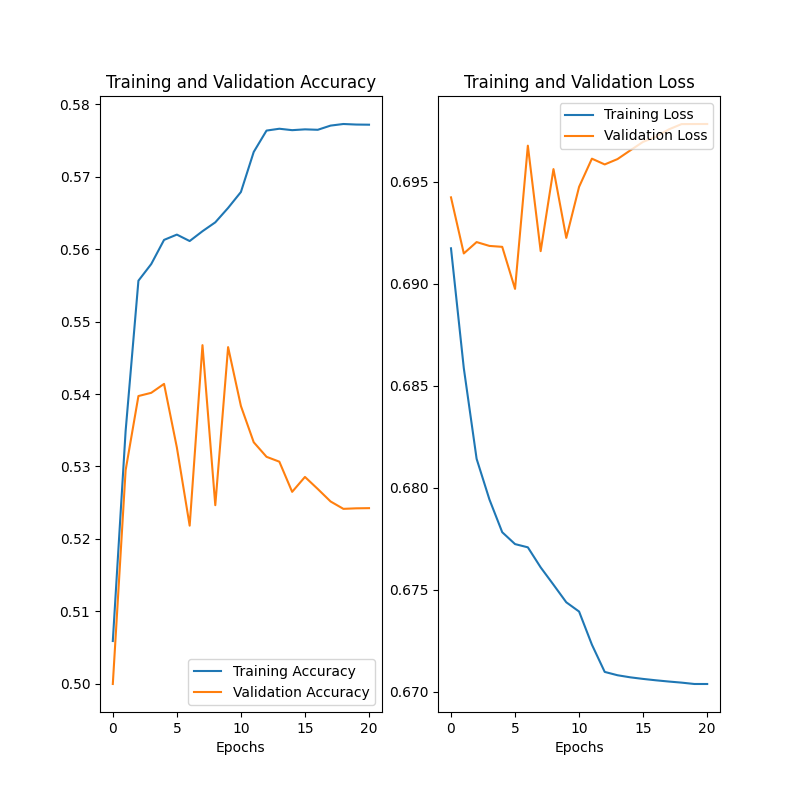 Training and Validation Accuracy
0.58
0.57
0.56
0.55
0.54
0.53
0.52
0.51
0.50
Training Accuracy
Validation Accuracy
0 5 10 15 20
Epochs
Training and Validation Loss
Training Loss
Validation Loss
0.695
0.690
0.685
0.680
0.675
0.670
0 5 10 15 20
Epochs